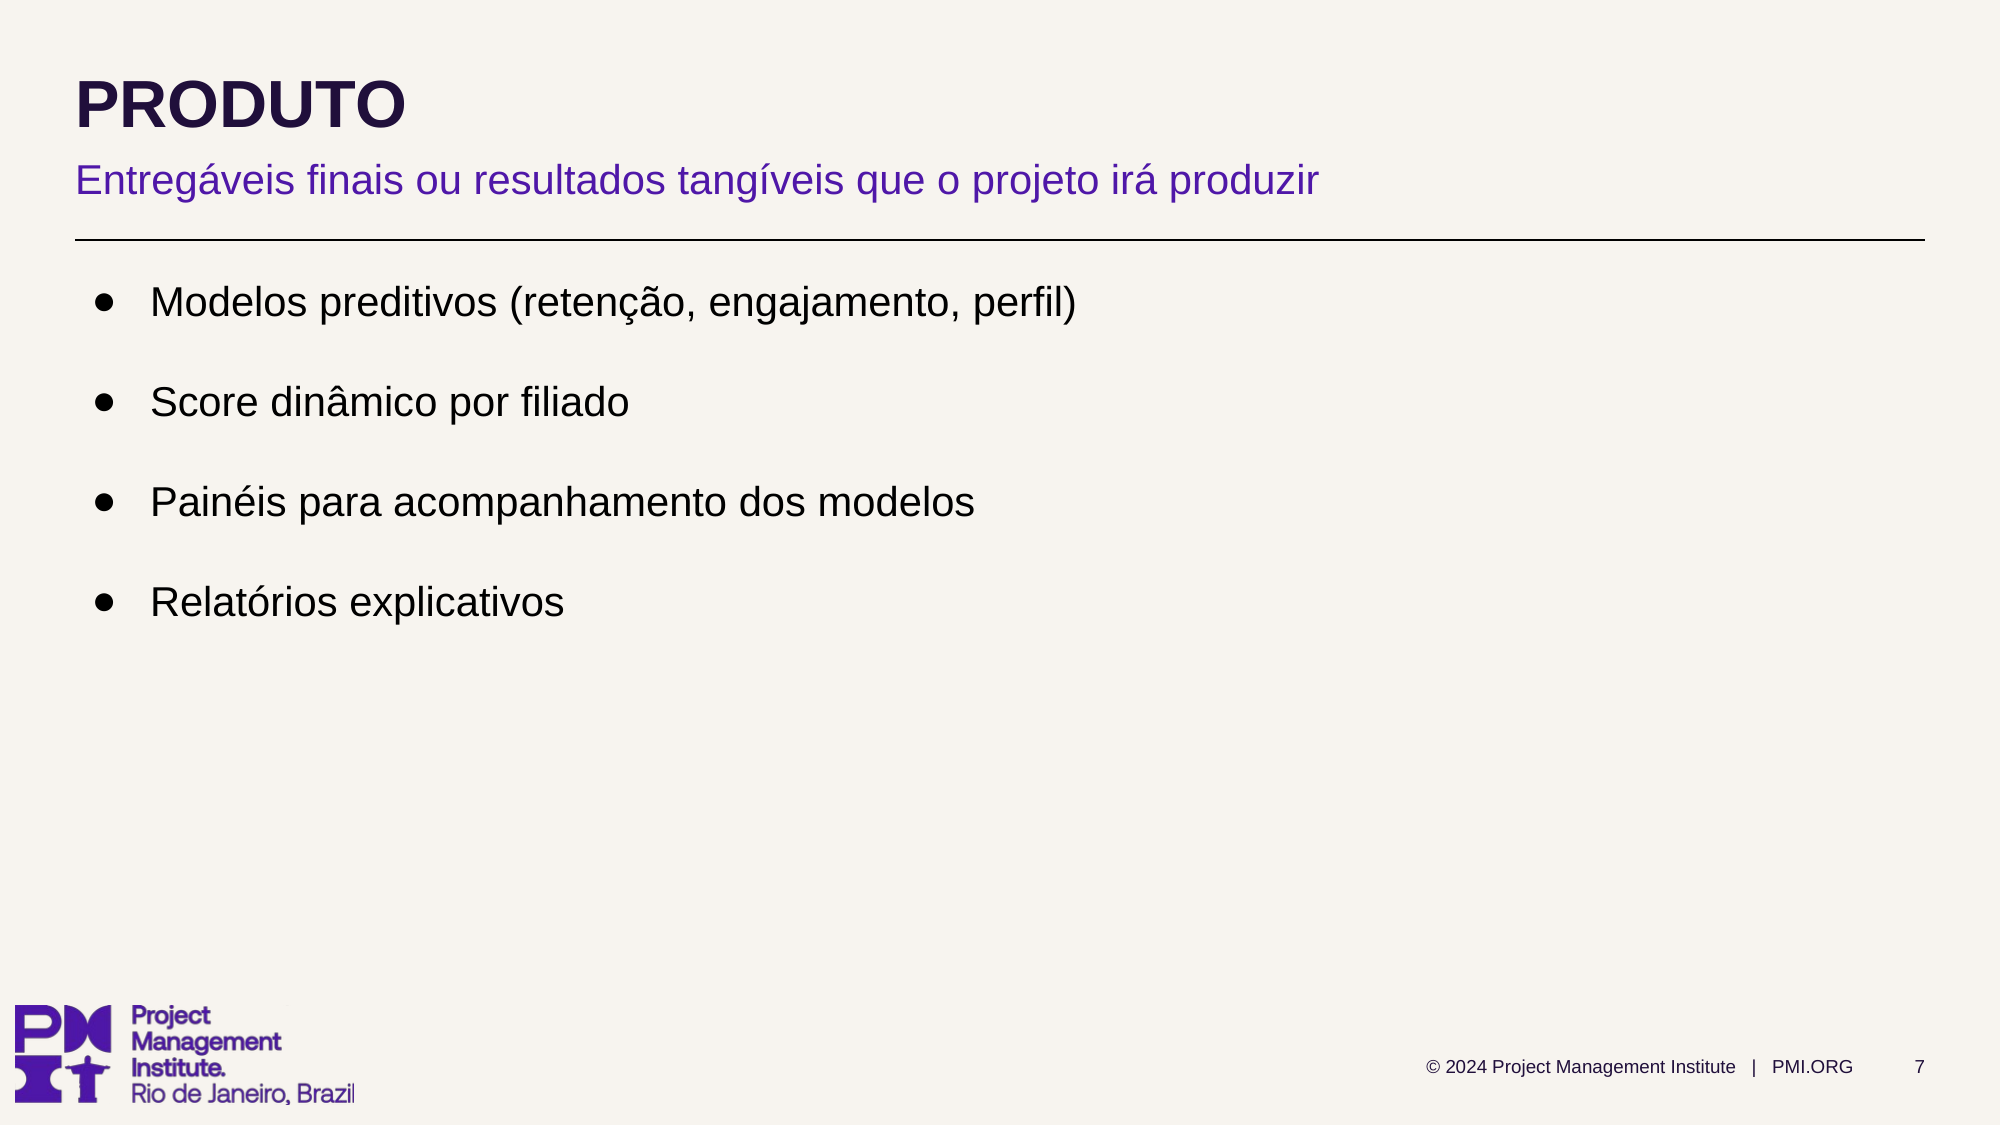 PRODUTO
Entregáveis finais ou resultados tangíveis que o projeto irá produzir
● Modelos preditivos (retenção, engajamento, perfil)
● Score dinâmico por filiado
● Painéis para acompanhamento dos modelos
● Relatórios explicativos
Project
Management
Institute.
Rio de Janeiro, Brazil
© 2024 Project Management Institute | PMI.ORG 7